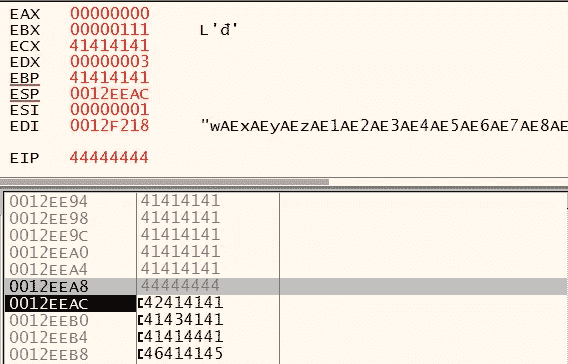 EAX 00000000
EBX 00000111 L'đ'
ECX 41414141
EDX 00000003
EBP 41414141
ESP 0012EEAC
ESI 00000001
EDI 0012F218 "wAExAEyAEzAE1AE2AE3AE4AE5AE6AE7AE8AE
EIP 44444444
0012EE94 41414141
0012EE98 41414141
0012EE9C 41414141
0012EEA0 41414141
0012EEA4 41414141
0012EEA8 44444444
0012EEAC [42414141
0012EEB0 [41434141
0012EEB4 [41414441
0012EEB8 [46414145